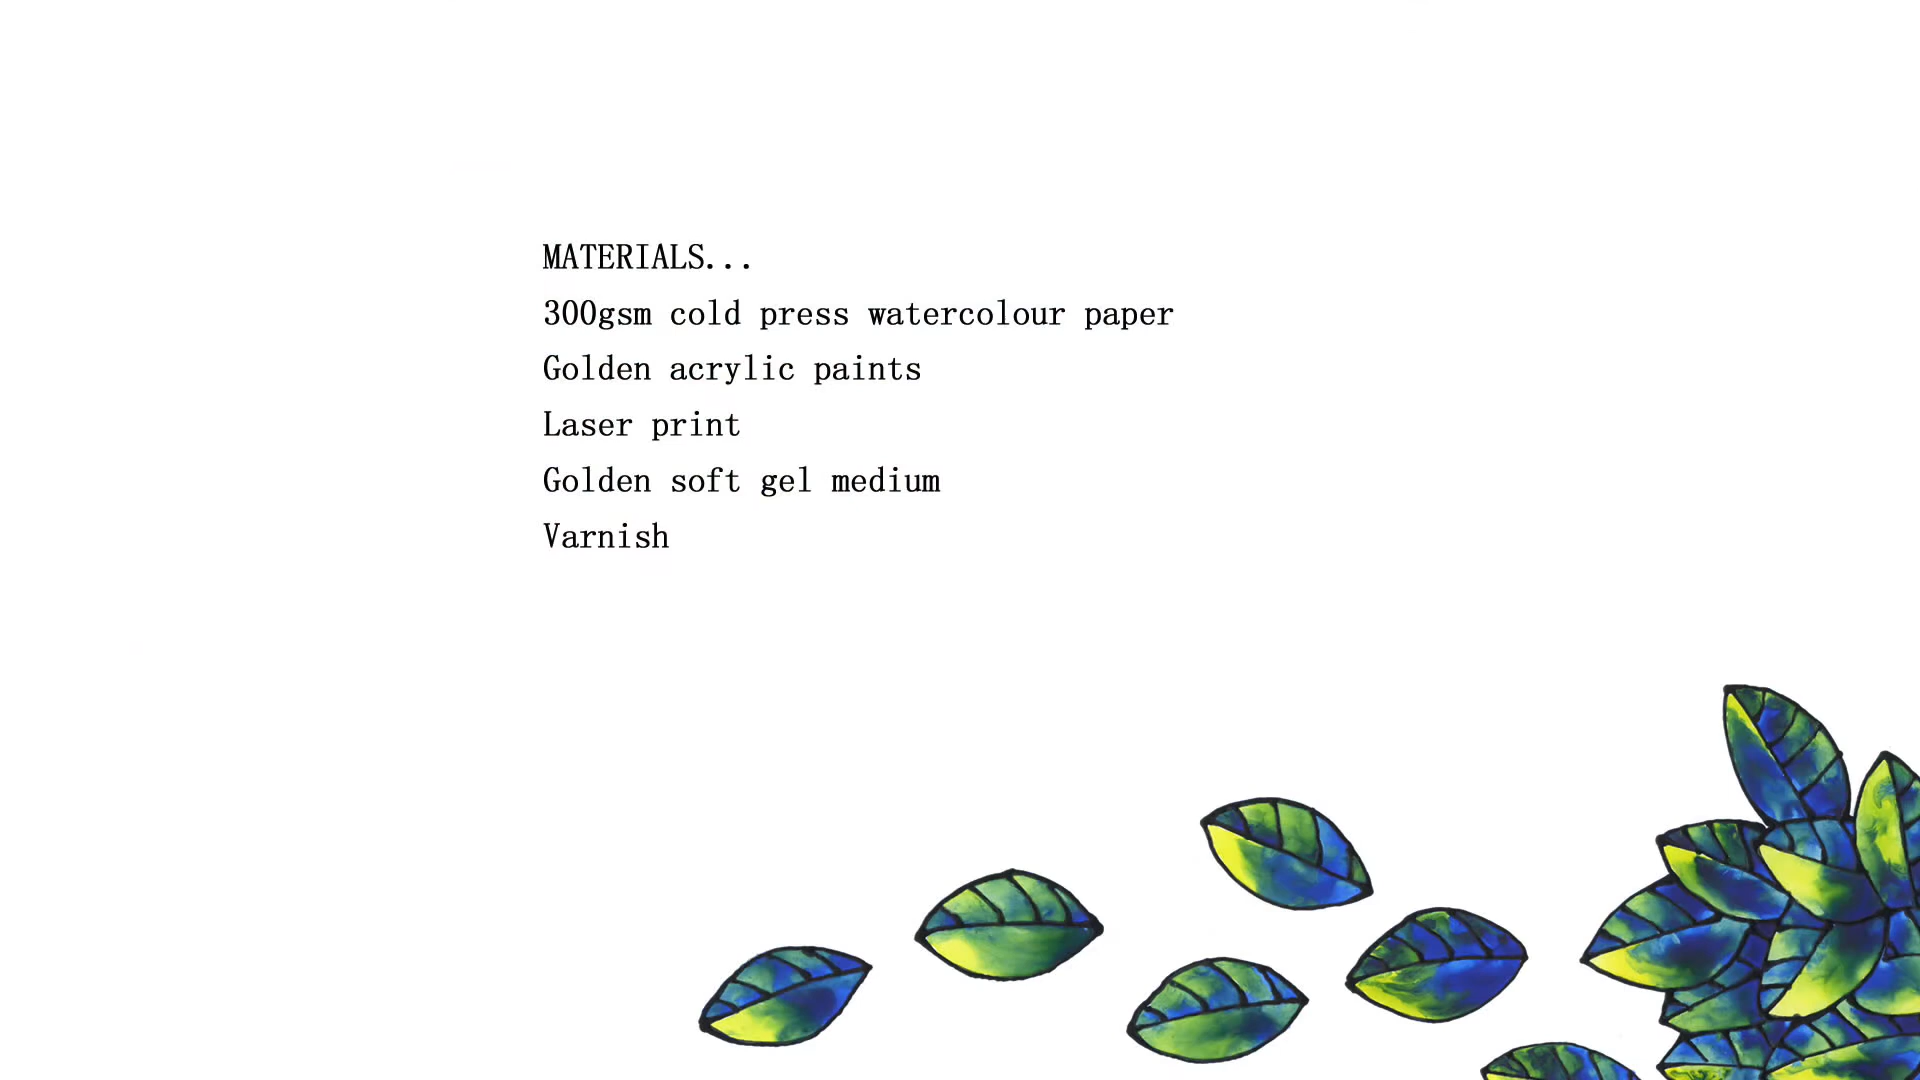 MATERIALS...
300gsm cold press watercolour paper
Golden acrylic paints
Laser print
Golden soft gel medium
Varnish